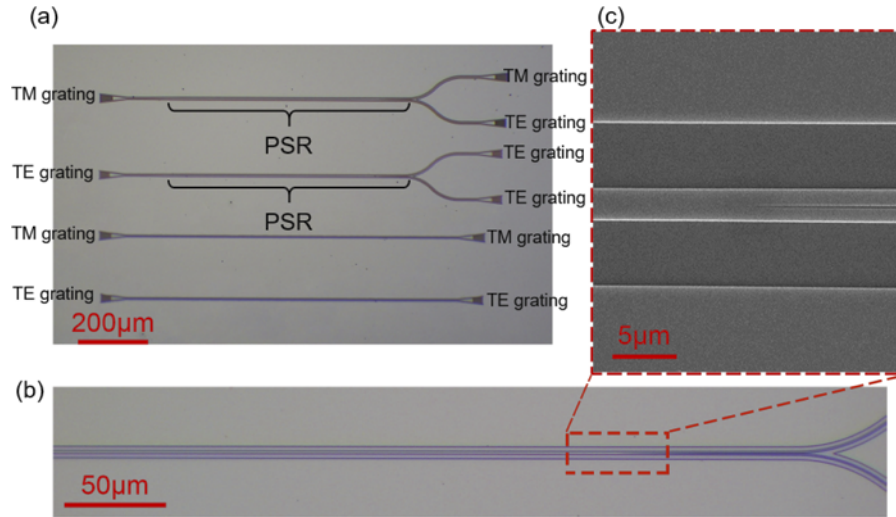 (a)
TM grating
TM grating
PSR
TE grating
TE grating
TE grating
PSR
TE grating
TM grating
TM grating
TE grating
TE grating
200μm
(c)
5μm
(b)
50μm